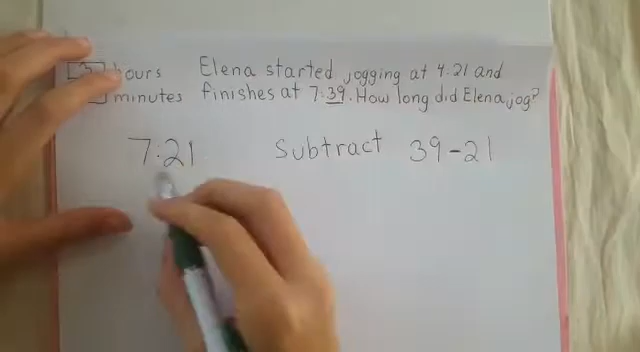 3 hours Elena started jogging at 4:21 and
minutes finishes at 7:39. How long did Elena jog?
7:21 Subtract 39-21